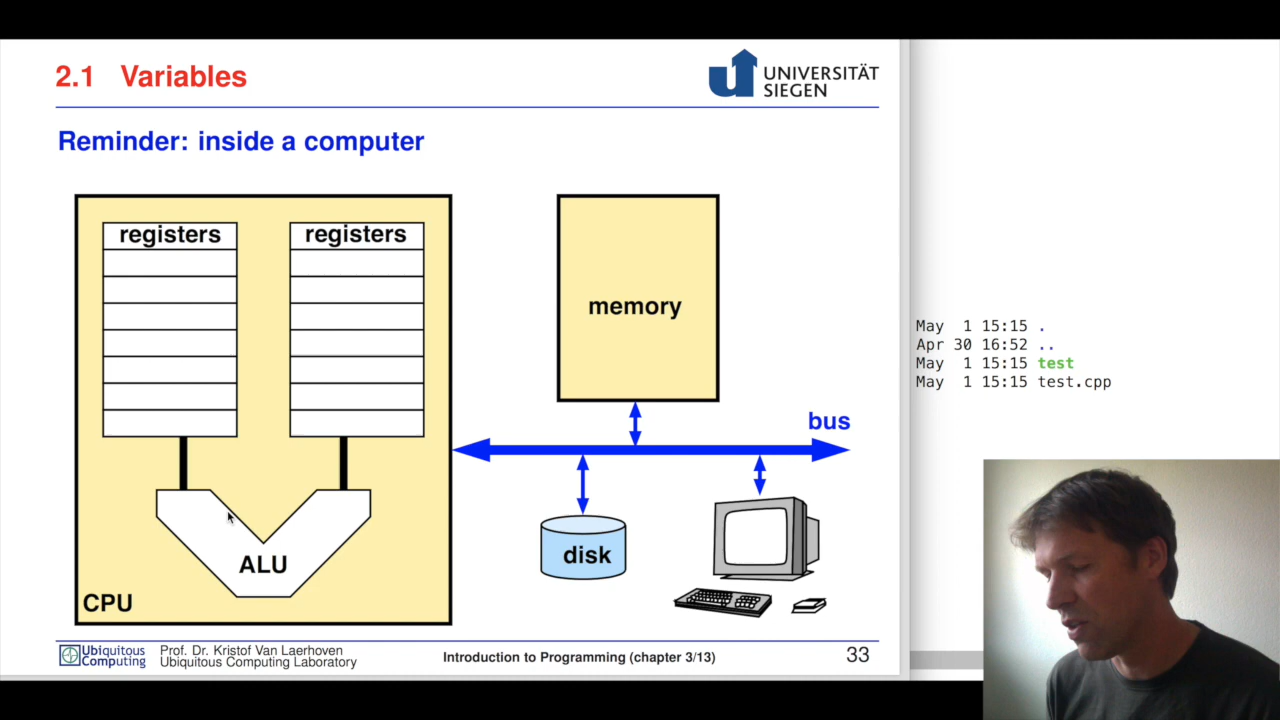 2.1 Variables
UNIVERSITÄT
SIEGEN
Reminder: inside a computer
registers
registers
memory
bus
disk
ALU
CPU
May  1 15:15 .
Apr 30 16:52 ..
May  1 15:15 test
May  1 15:15 test.cpp
Ubiquitous
Computing
Prof. Dr. Kristof Van Laerhoven
Ubiquitous Computing Laboratory
Introduction to Programming (chapter 3/13)
33